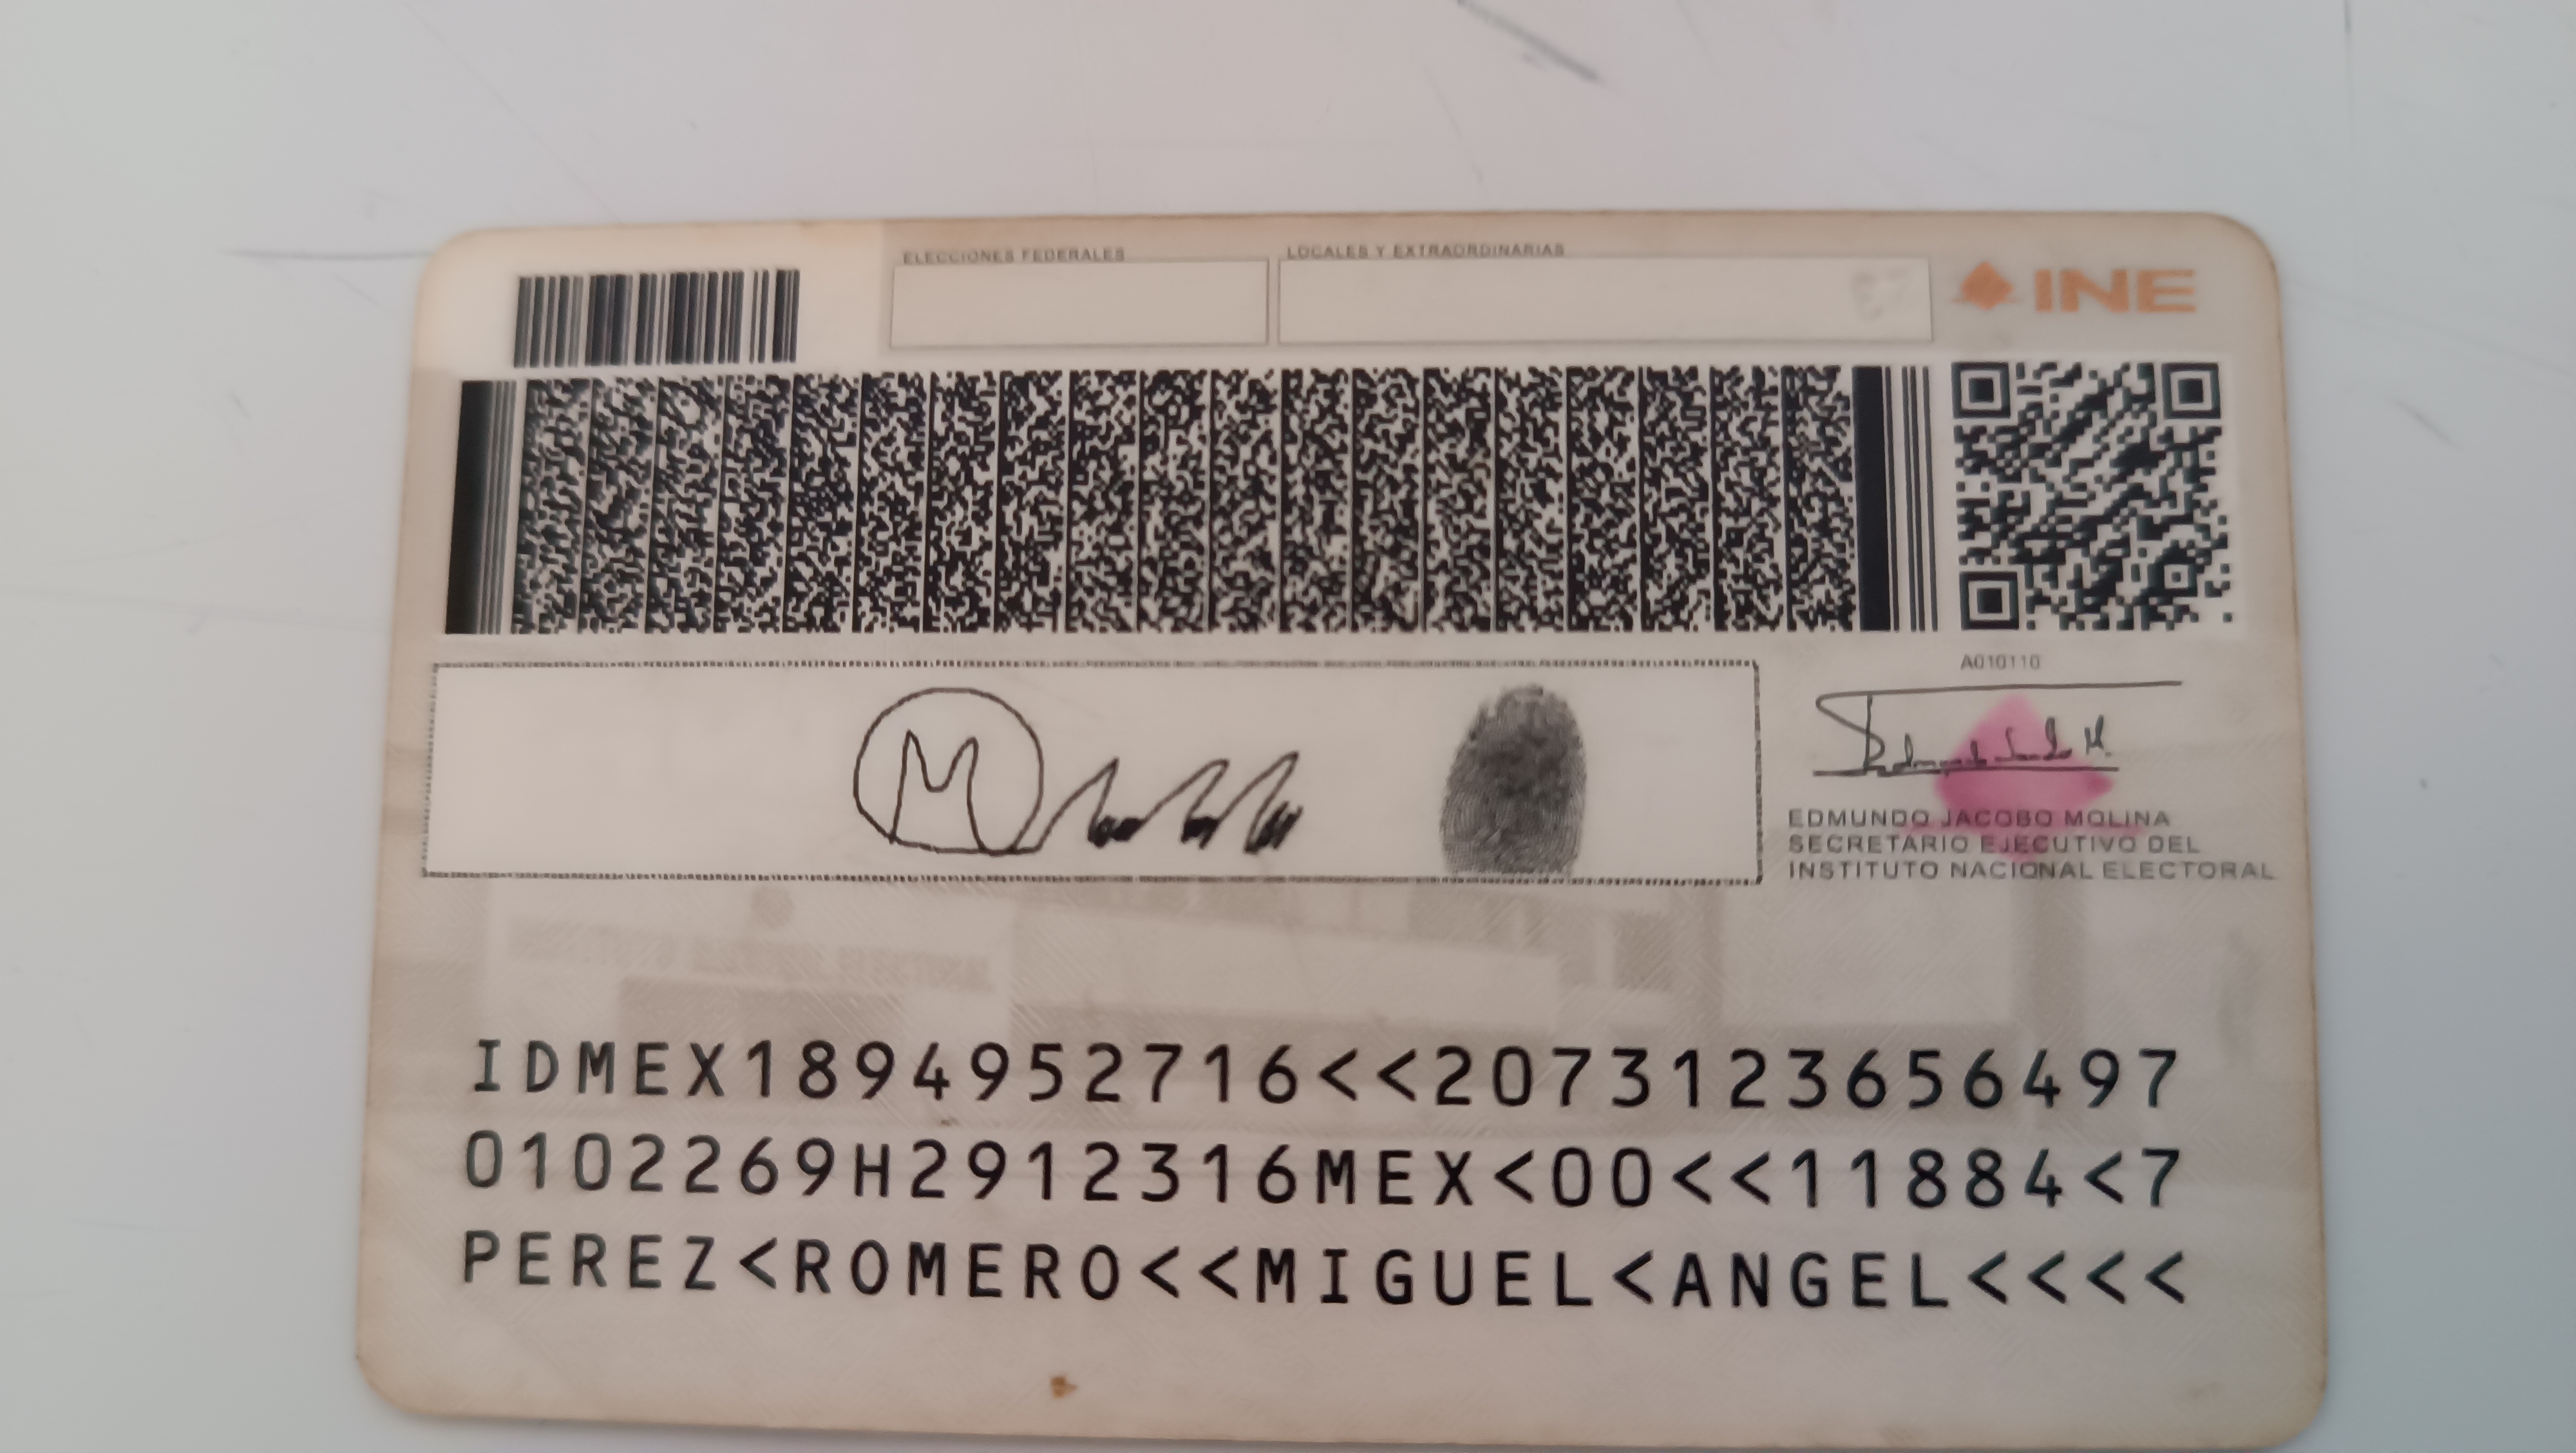 ELECCIONES FEDERALES
LOCALES Y EXTRAORDINARIAS
INE
A010110
EDMUNDO JACOBO MOLINA
SECRETARIO EJECUTIVO DEL
INSTITUTO NACIONAL ELECTORAL
IDMEX1894952716<<2073123656497
0102269H2912316MEX<00<<11884<7
PEREZ<ROMERO<<MIGUEL<ANGEL<<<<